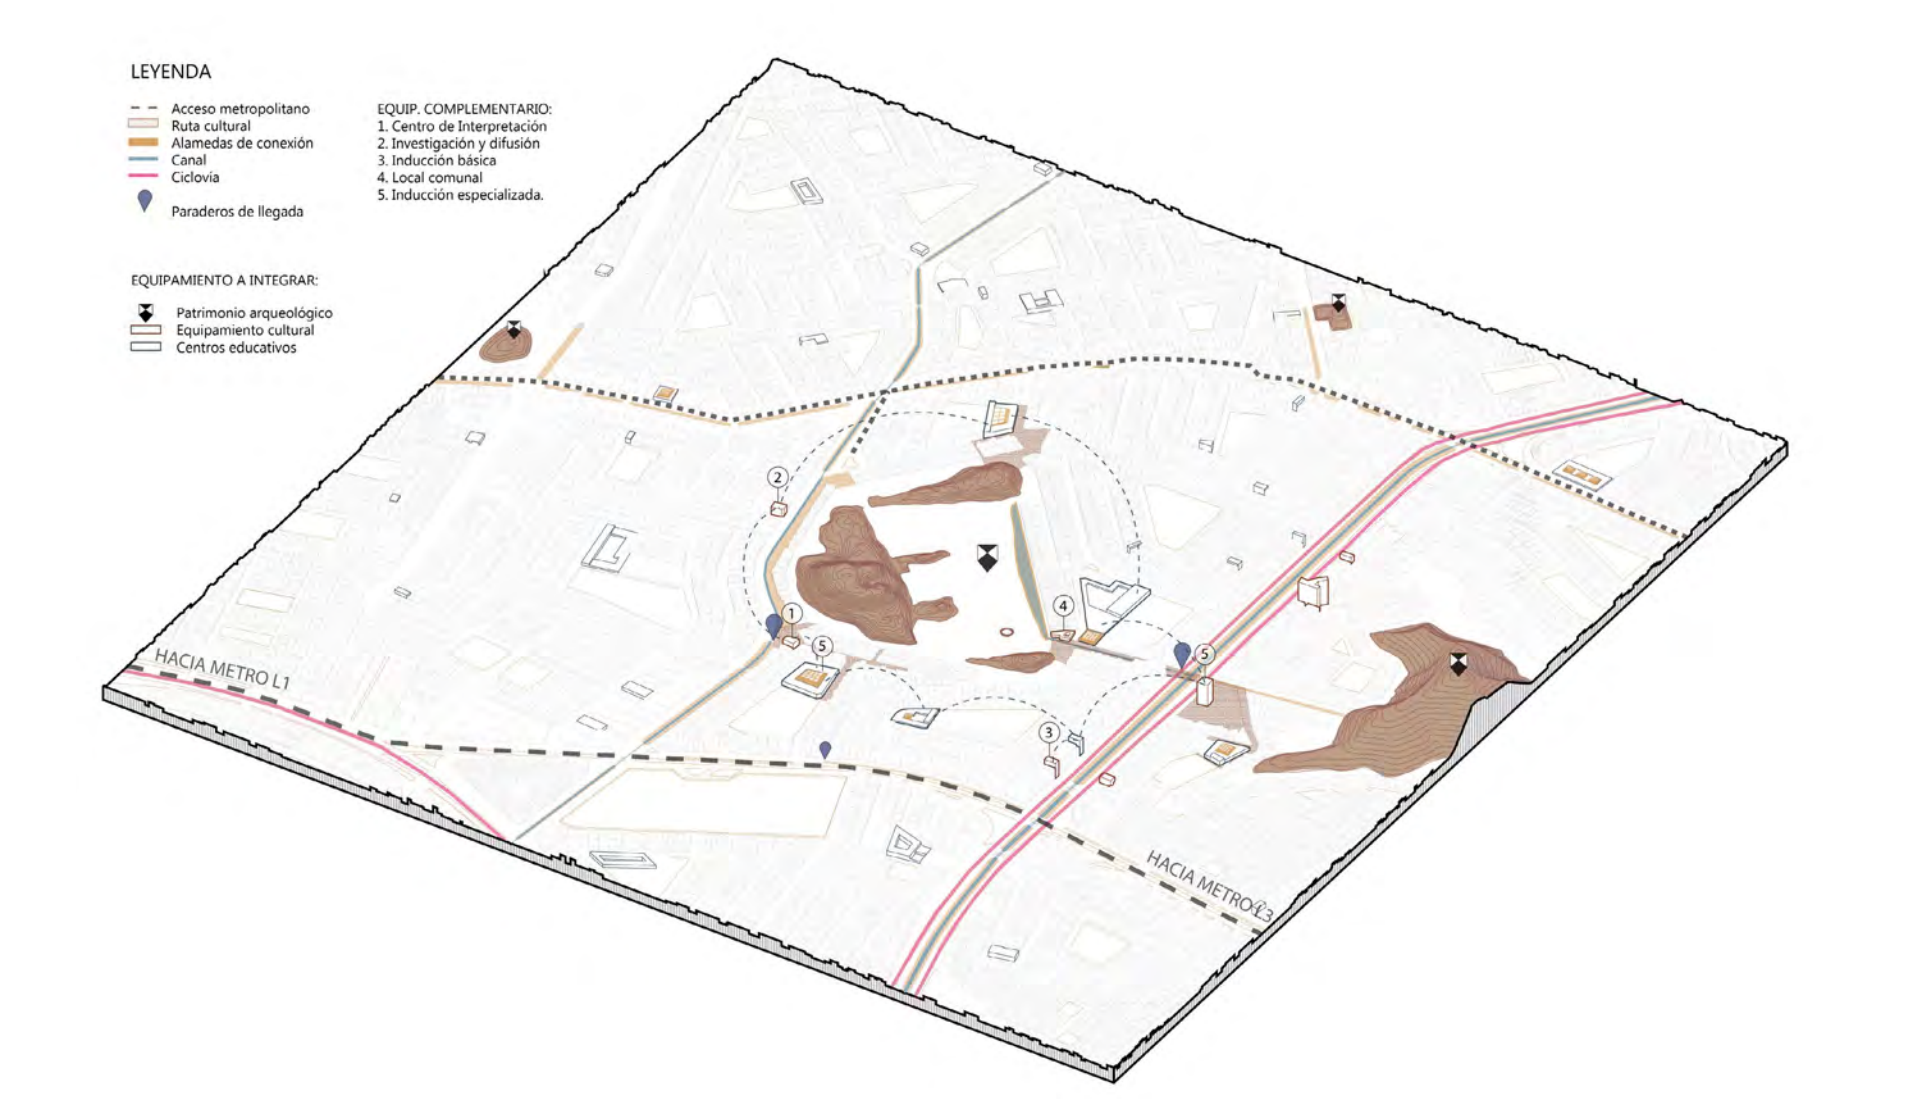 LEYENDA
Acceso metropolitano
Ruta cultural
Alamedas de conexión
Canal
Ciclovía
Paraderos de llegada
EQUIP. COMPLEMENTARIO:
1. Centro de Interpretación
2. Investigación y difusión
3. Inducción básica
4. Local comunal
5. Inducción especializada.
EQUIPAMIENTO A INTEGRAR:
Patrimonio arqueológico
Equipamiento cultural
Centros educativos
2
1
5
4
5
3
HACIA METRO L1
HACIA METRO L3